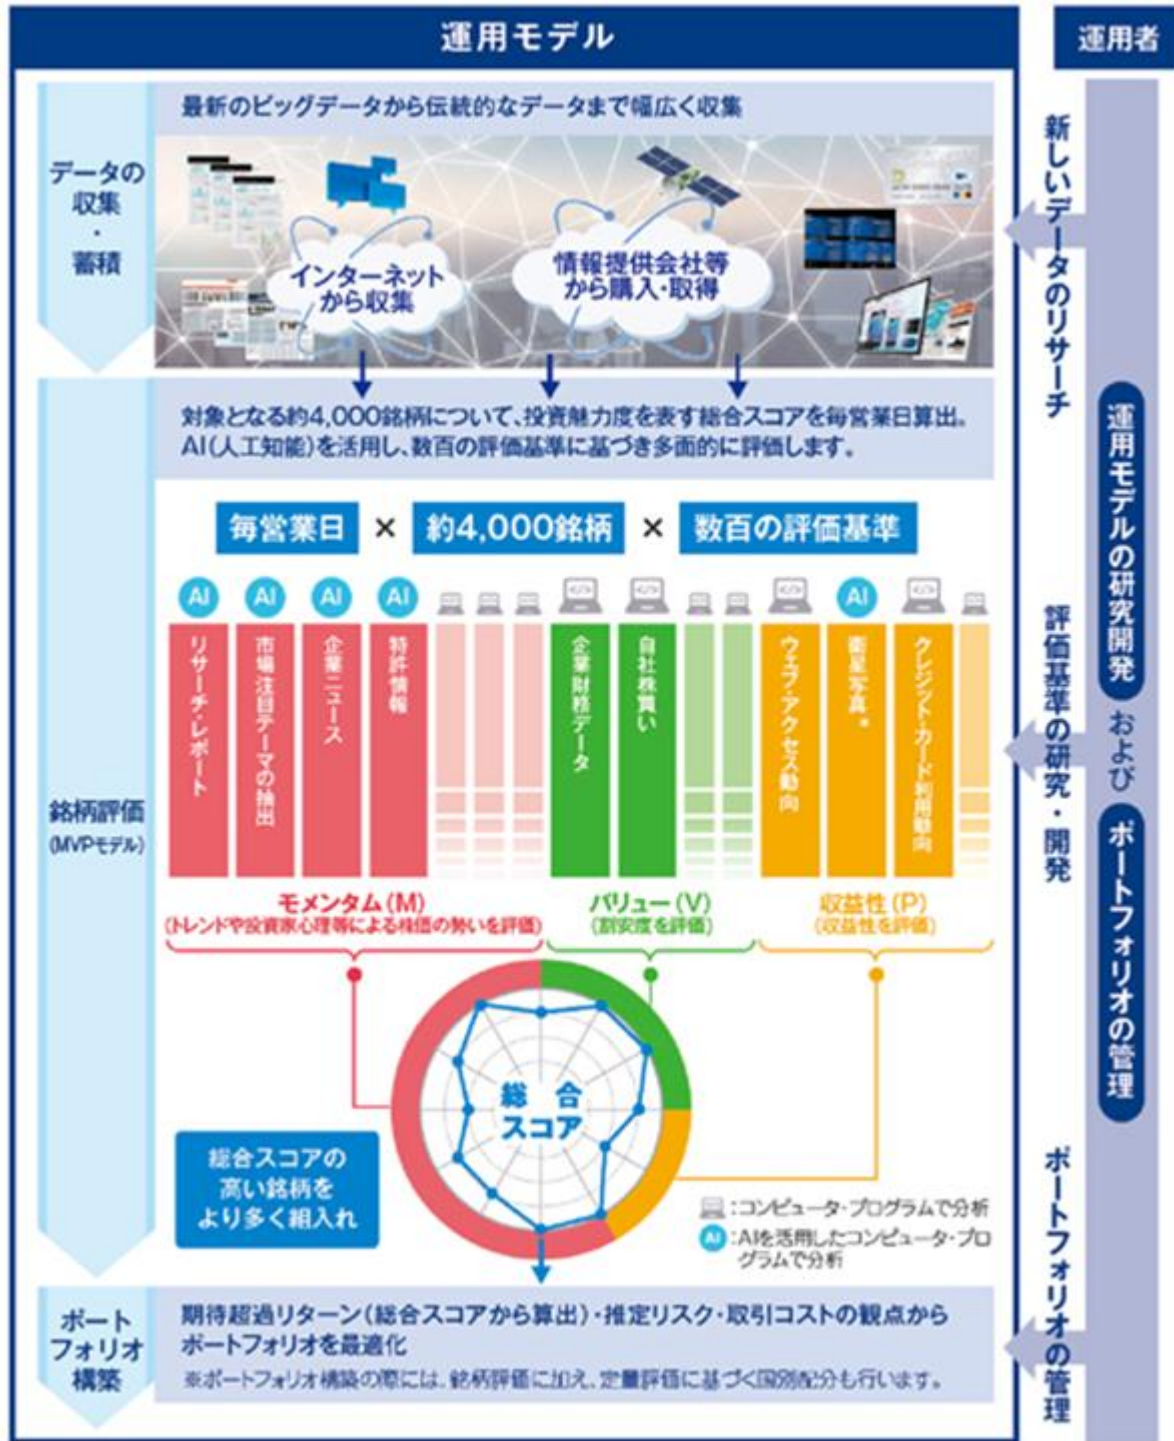 運用モデル
運用者
データの
収集
・
蓄積
最新のビッグデータから伝統的なデータまで幅広く収集
インターネット
から収集
情報提供会社等
から購入・取得
新しいデータのリサーチ
銘柄評価
(MVPモデル)
対象となる約4,000銘柄について、投資魅力度を表す総合スコアを毎営業日算出。
AI(人工知能)を活用し、数百の評価基準に基づき多面的に評価します。
毎営業日 × 約4,000銘柄 × 数百の評価基準
AI
AI
AI
AI
AI
リサーチ・レポート
市場注目テーマの抽出
企業ニュース
特許情報
企業財務データ
自社株買い
ウェブ・アクセス動向
衛星写真※
クレジット・カード利用動向
モメンタム(M)
(トレンドや投資家心理等による株価の勢いを評価)
バリュー(V)
(割安度を評価)
収益性(P)
(収益性を評価)
総合
スコア
総合スコアの
高い銘柄を
より多く組入れ
:コンピュータ・プログラムで分析
AI:AIを活用したコンピュータ・プロ
グラムで分析
評価基準の研究・開発
運用モデルの研究開発
および
ポートフォリオの管理
ポート
フォリオ
構築
期待超過リターン(総合スコアから算出)・推定リスク・取引コストの観点から
ポートフォリオを最適化
※ポートフォリオ構築の際には、銘柄評価に加え、定量評価に基づく国別配分も行います。
ポートフォリオの管理